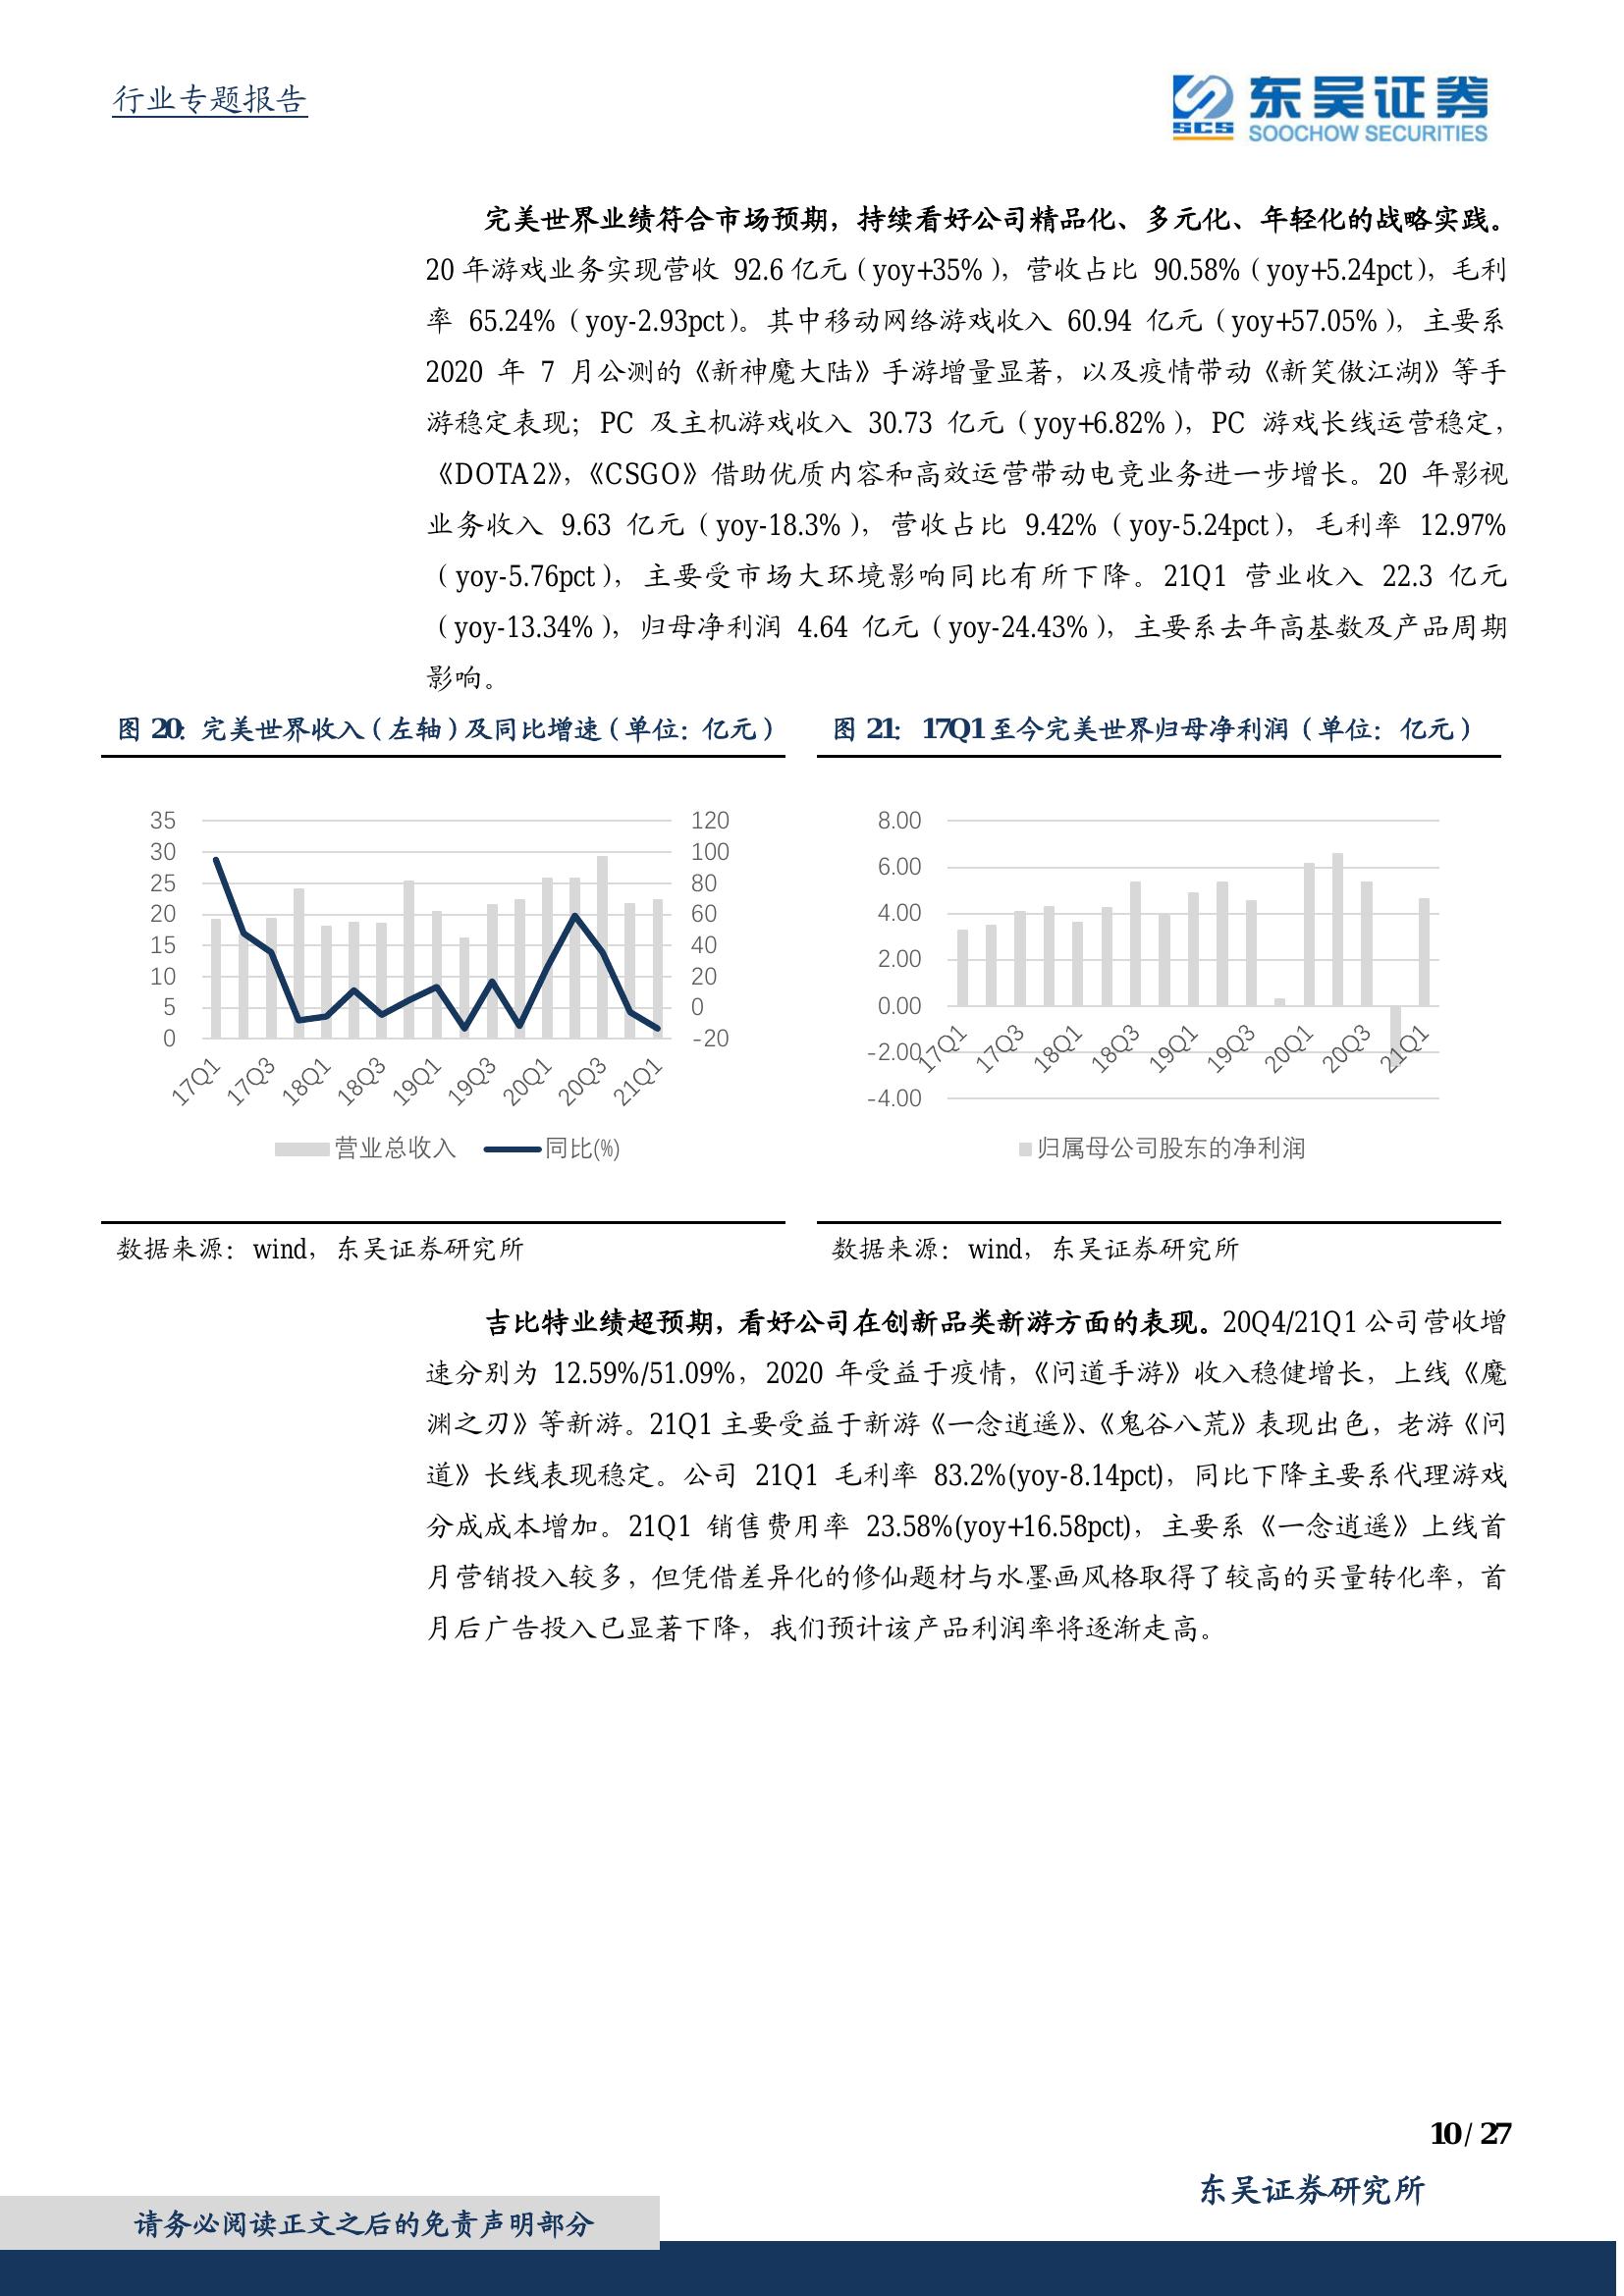 行业专题报告
东吴证券
SCS
SOOCHOW SECURITIES
完美世界业绩符合市场预期，持续看好公司精品化、多元化、年轻化的战略实践。
20 年游戏业务实现营收 92.6 亿元（yoy+35%），营收占比 90.58%（yoy+5.24pct），毛利
率 65.24%（yoy-2.93pct）。其中移动网络游戏收入 60.94 亿元（yoy+57.05%），主要系
2020 年 7 月公测的《新神魔大陆》手游增量显著，以及疫情带动《新笑傲江湖》等手
游稳定表现；PC 及主机游戏收入 30.73 亿元（yoy+6.82%），PC 游戏长线运营稳定，
《DOTA2》，《CSGO》借助优质内容和高效运营带动电竞业务进一步增长。20 年影视
业务收入 9.63 亿元（yoy-18.3%），营收占比 9.42%（yoy-5.24pct），毛利率 12.97%
（yoy-5.76pct），主要受市场大环境影响同比有所下降。21Q1 营业收入 22.3 亿元
（yoy-13.34%），归母净利润 4.64 亿元（yoy-24.43%），主要系去年高基数及产品周期
影响。
图 20：完美世界收入（左轴）及同比增速（单位：亿元）
35
30
25
20
15
10
5
0
120
100
80
60
40
20
0
-20
17Q1
17Q3
18Q1
18Q3
19Q1
19Q3
20Q1
20Q3
21Q1
营业总收入
同比(%)
数据来源：wind，东吴证券研究所
图 21：17Q1 至今完美世界归母净利润（单位：亿元）
8.00
6.00
4.00
2.00
0.00
-2.00
-4.00
17Q1
17Q3
18Q1
18Q3
19Q1
19Q3
20Q1
20Q3
21Q1
归属母公司股东的净利润
数据来源：wind，东吴证券研究所
吉比特业绩超预期，看好公司在创新品类新游方面的表现。20Q4/21Q1 公司营收增
速分别为 12.59%/51.09%，2020 年受益于疫情，《问道手游》收入稳健增长，上线《魔
渊之刃》等新游。21Q1 主要受益于新游《一念逍遥》、《鬼谷八荒》表现出色，老游《问
道》长线表现稳定。公司 21Q1 毛利率 83.2%(yoy-8.14pct)，同比下降主要系代理游戏
分成成本增加。21Q1 销售费用率 23.58%(yoy+16.58pct)，主要系《一念逍遥》上线首
月营销投入较多，但凭借差异化的修仙题材与水墨画风格取得了较高的买量转化率，首
月后广告投入已显著下降，我们预计该产品利润率将逐渐走高。
10 / 27
东吴证券研究所
请务必阅读正文之后的免责声明部分